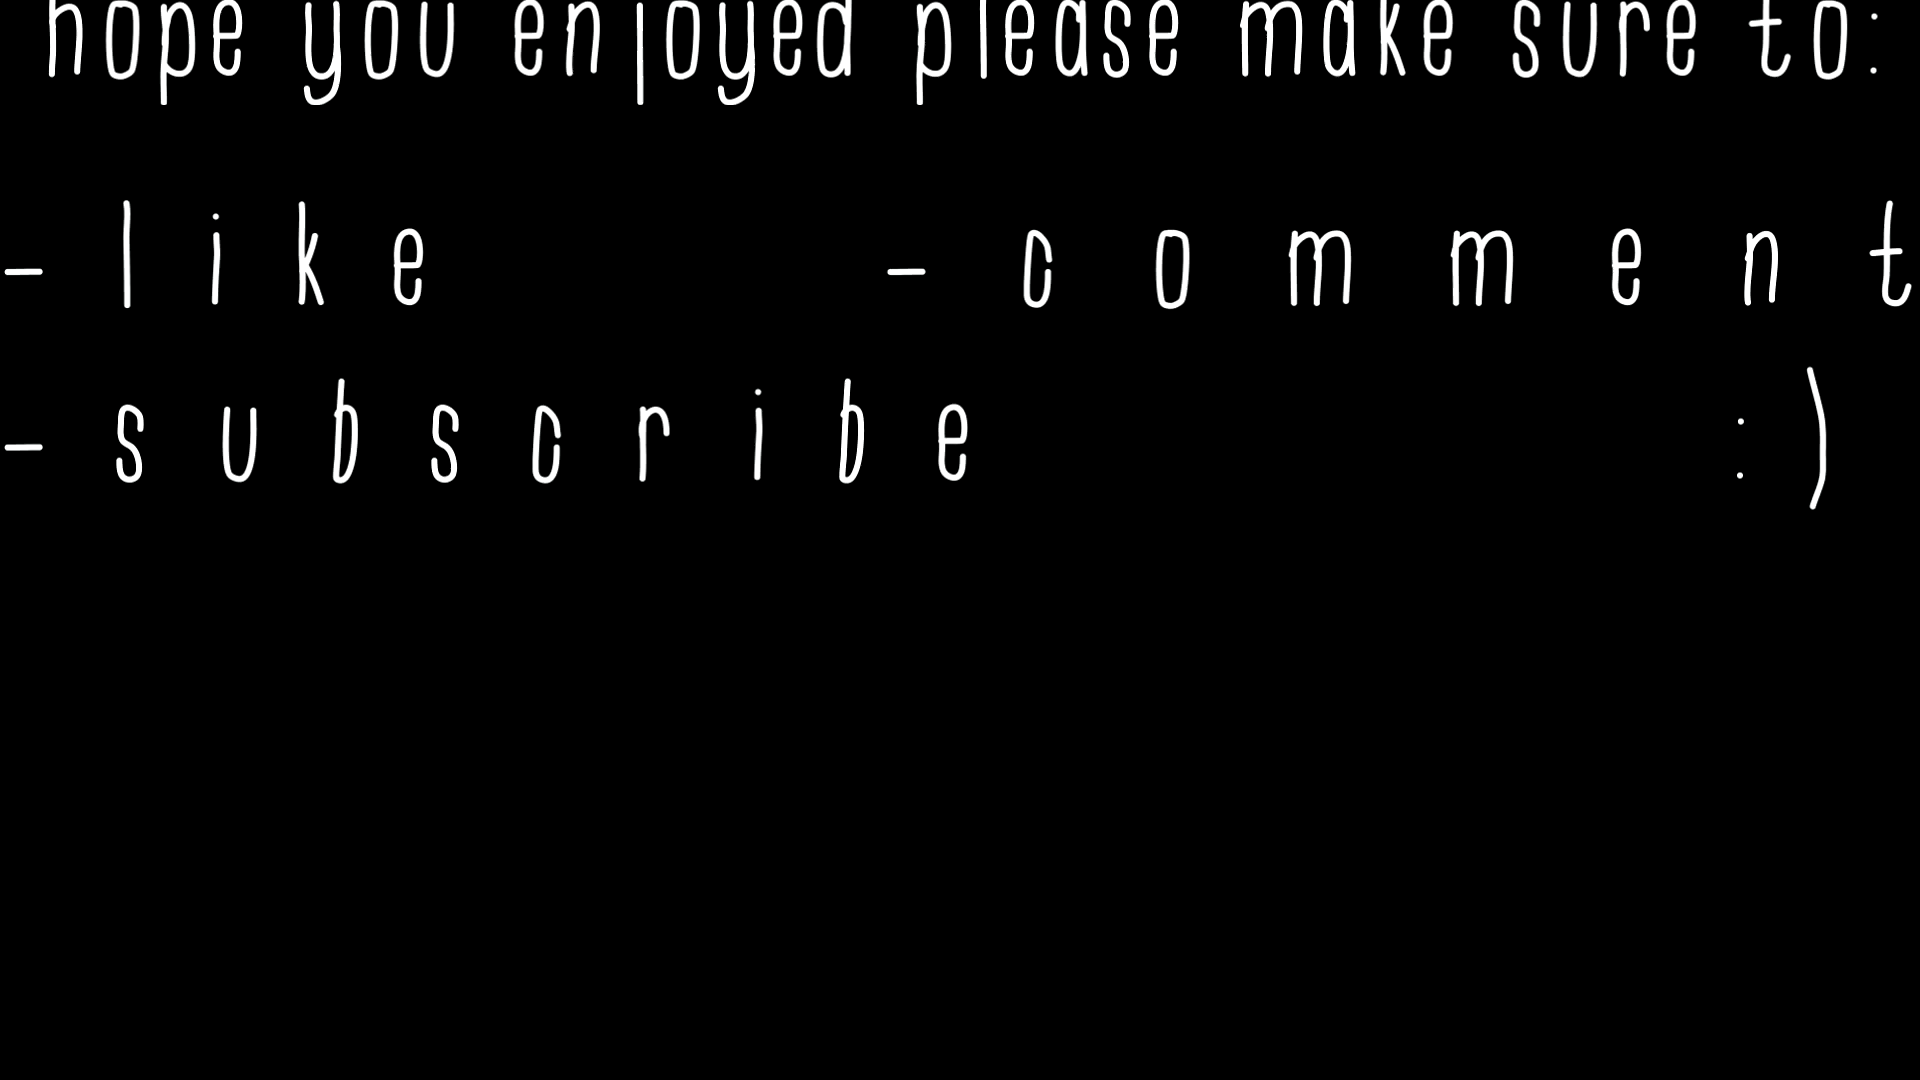 hope you enjoyed please make sure to:
- like - comment
- subscribe :)